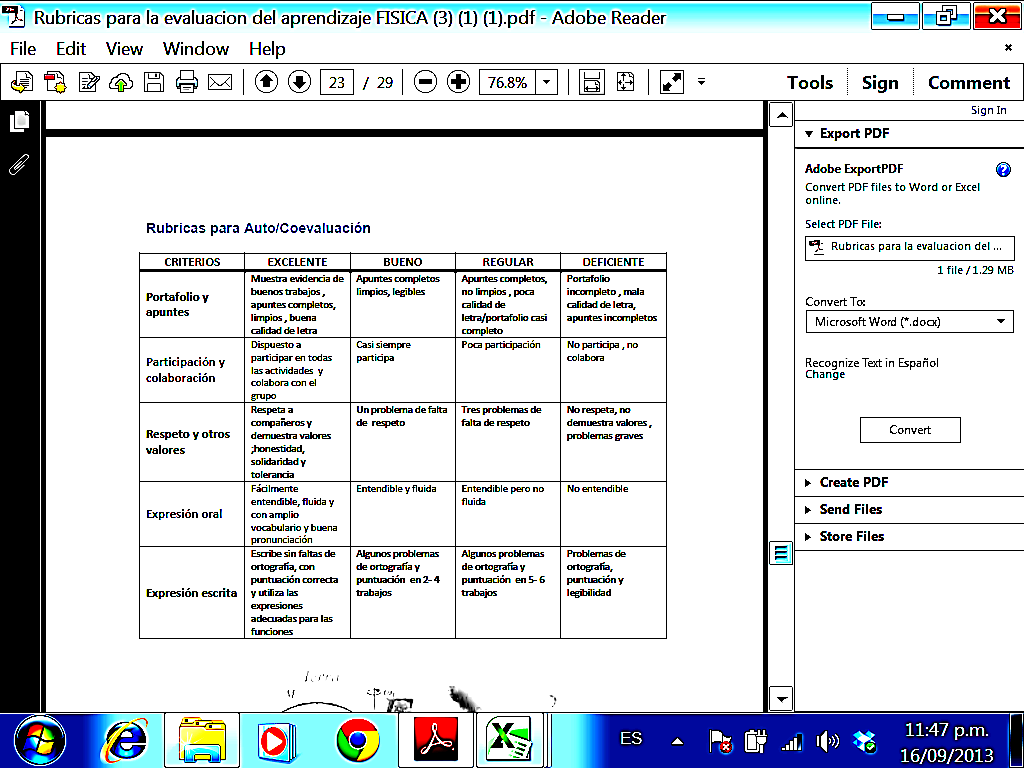 Rubricas para la evaluacion del aprendizaje FISICA (3) (1) (1).pdf - Adobe Reader
File Edit View Window Help
23 / 29 76.8% Tools Sign Comment
Sign In
Export PDF
Adobe ExportPDF
Convert PDF files to Word or Excel
online.
Select PDF File:
Rubricas para la evaluacion del ...
1 file / 1.29 MB
Convert To:
Microsoft Word (*.docx)
Recognize Text in Español
Change
Convert
Create PDF
Send Files
Store Files
Rubricas para Auto/Coevaluación
CRITERIOS EXCELENTE BUENO REGULAR DEFICIENTE
Portafolio y
apuntes
Muestra evidencia de
buenos trabajos ,
apuntes completos,
limpios , buena
calidad de letra
Apuntes completos
limpios, legibles
Apuntes completos,
no limpios , poca
calidad de
letra/portafolio casi
completo
Portafolio
incompleto , mala
calidad de letra,
apuntes incompletos
Participación y
colaboración
Dispuesto a
participar en todas
las actividades y
colabora con el
grupo
Casi siempre
participa
Poca participación
No participa , no
colabora
Respeto y otros
valores
Respeta a
compañeros y
demuestra valores
;honestidad,
solidaridad y
tolerancia
Un problema de falta
de respeto
Tres problemas de
falta de respeto
No respeta, no
demuestra valores ,
problemas graves
Expresión oral
Fácilmente
entendible, fluida y
con amplio
vocabulario y buena
pronunciación
Entendible y fluida
Entendible pero no
fluida
No entendible
Expresión escrita
Escribe sin faltas de
ortografía, con
puntuación correcta
y utiliza las
expresiones
adecuadas para las
funciones
Algunos problemas
de ortografía y
puntuación en 2- 4
trabajos
Algunos problemas
de ortografía y
puntuación en 5- 6
trabajos
Problemas de
ortografía,
puntuación y
legibilidad
ES
11:47 p.m.
16/09/2013